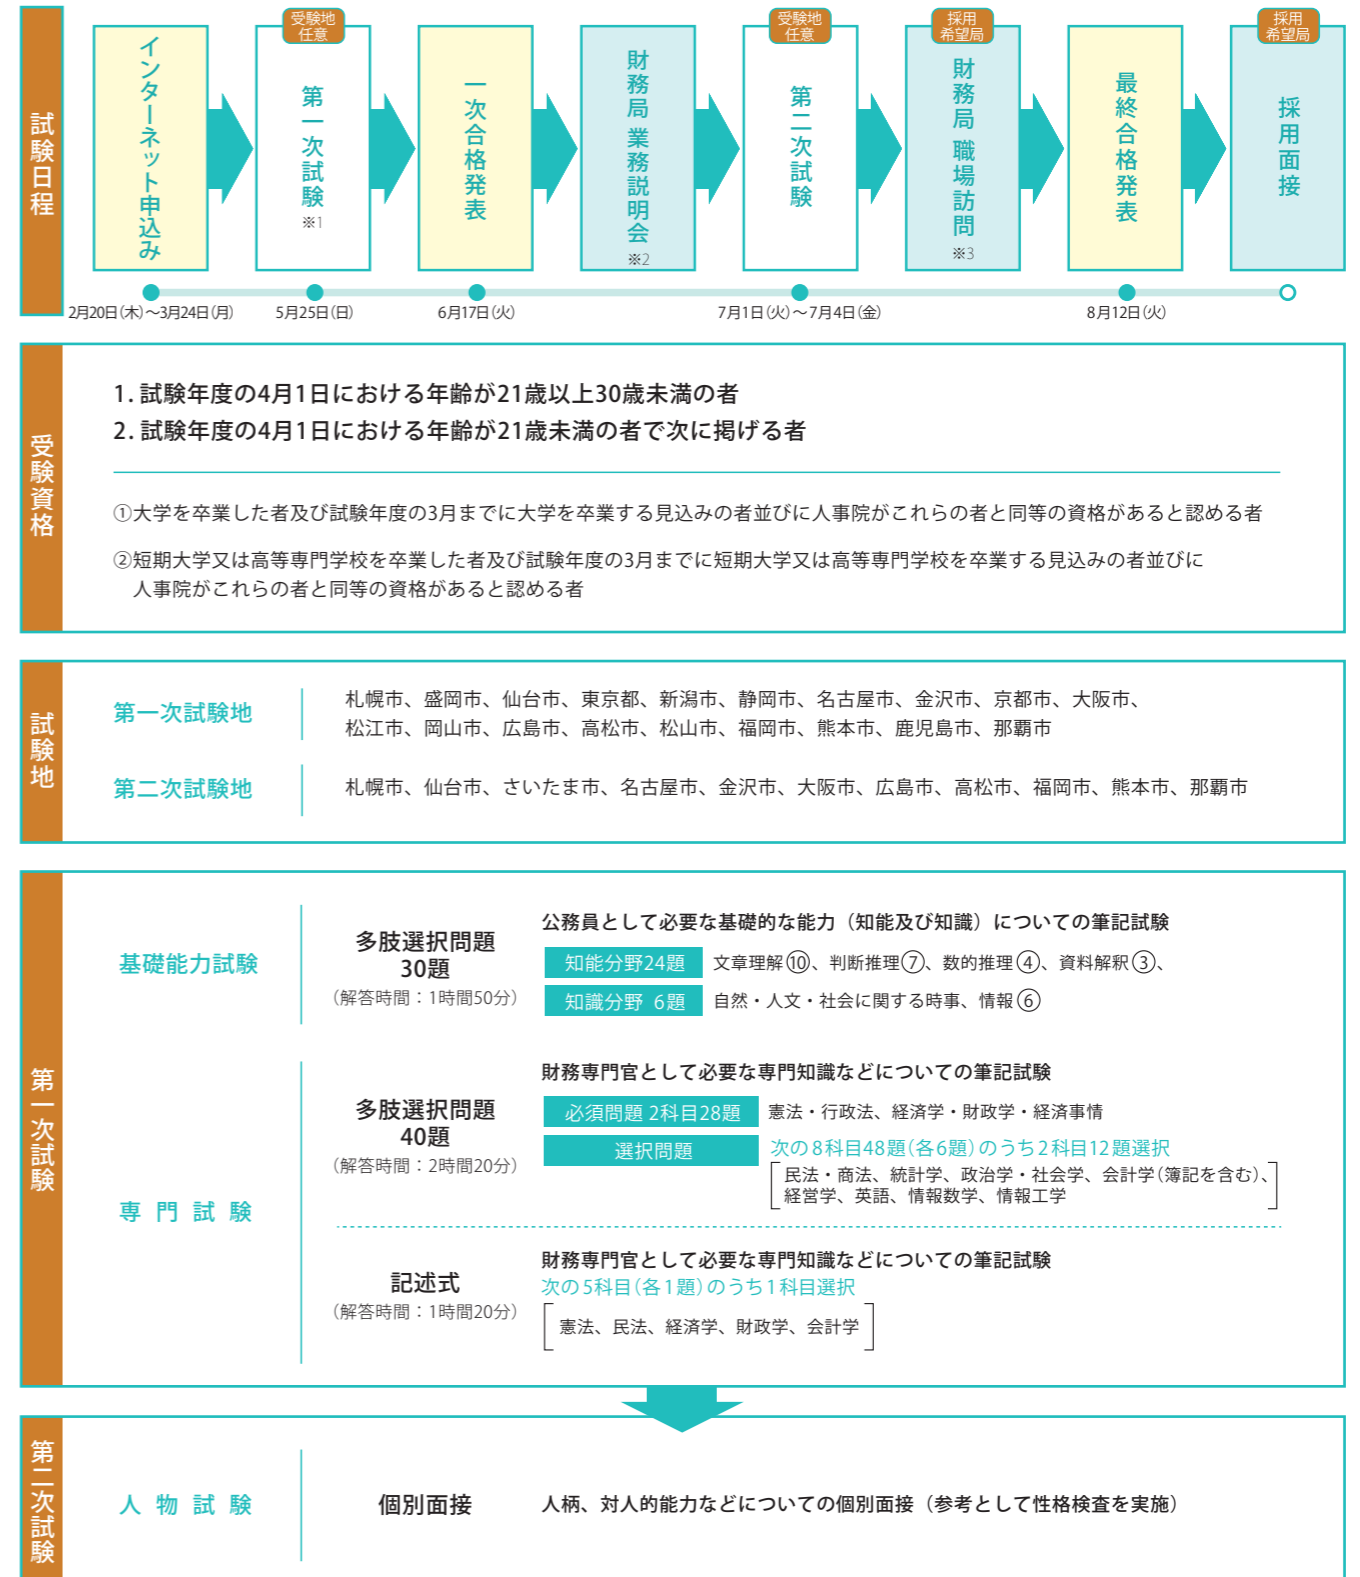 試験日程
インターネット申込み
受験地
任意
第一次試験
※1
一次合格発表
財務局 業務説明会
※2
受験地
任意
第二次試験
採用
希望局
財務局 職場訪問
※3
最終合格発表
採用
希望局
採用面接
2月20日(木)～3月24日(月)
5月25日(日)
6月17日(火)
7月1日(火)～7月4日(金)
8月12日(火)
受験資格
1. 試験年度の4月1日における年齢が21歳以上30歳未満の者
2. 試験年度の4月1日における年齢が21歳未満の者で次に掲げる者
①大学を卒業した者及び試験年度の3月までに大学を卒業する見込みの者並びに人事院がこれらの者と同等の資格があると認める者
②短期大学又は高等専門学校を卒業した者及び試験年度の3月までに短期大学又は高等専門学校を卒業する見込みの者並びに
人事院がこれらの者と同等の資格があると認める者
試験地
第一次試験地
札幌市、盛岡市、仙台市、東京都、新潟市、静岡市、名古屋市、金沢市、京都市、大阪市、
松江市、岡山市、広島市、高松市、松山市、福岡市、熊本市、鹿児島市、那覇市
第二次試験地
札幌市、仙台市、さいたま市、名古屋市、金沢市、大阪市、広島市、高松市、福岡市、熊本市、那覇市
第一次試験
基礎能力試験
多肢選択問題
30題
（解答時間：1時間50分）
公務員として必要な基礎的な能力（知能及び知識）についての筆記試験
知能分野24題
文章理解⑩、判断推理⑦、数的推理④、資料解釈③、
知識分野 6題
自然・人文・社会に関する時事、情報⑥
専門試験
多肢選択問題
40題
（解答時間：2時間20分）
財務専門官として必要な専門知識などについての筆記試験
必須問題 2科目28題
憲法・行政法、経済学・財政学・経済事情
選択問題
次の8科目48題(各6題)のうち2科目12題選択
民法・商法、統計学、政治学・社会学、会計学(簿記を含む)、
経営学、英語、情報数学、情報工学
記述式
（解答時間：1時間20分）
財務専門官として必要な専門知識などについての筆記試験
次の5科目(各1題)のうち1科目選択
憲法、民法、経済学、財政学、会計学
第二次試験
人物試験
個別面接
人柄、対人的能力などについての個別面接（参考として性格検査を実施）